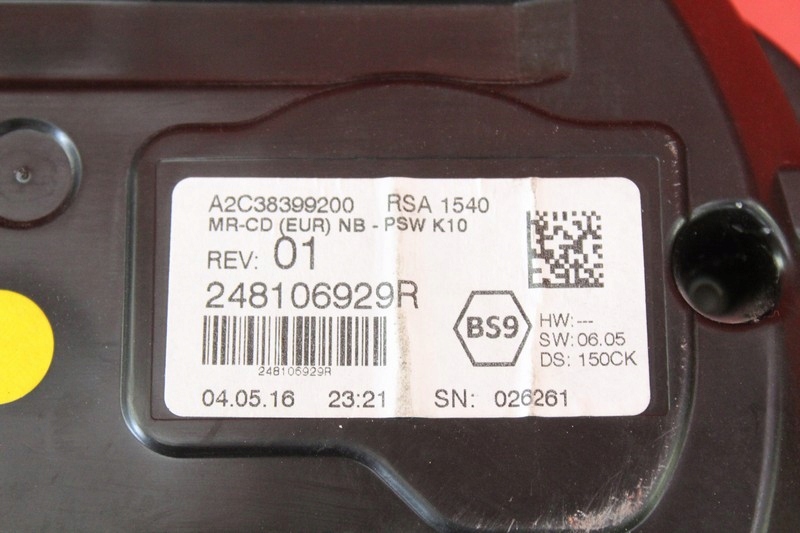 A2C38399200 RSA 1540
MR-CD (EUR) NB - PSW K10
REV: 01
248106929R
248106929R
BS9
HW: ---
SW: 06.05
DS: 150CK
04.05.16 23:21 SN: 026261